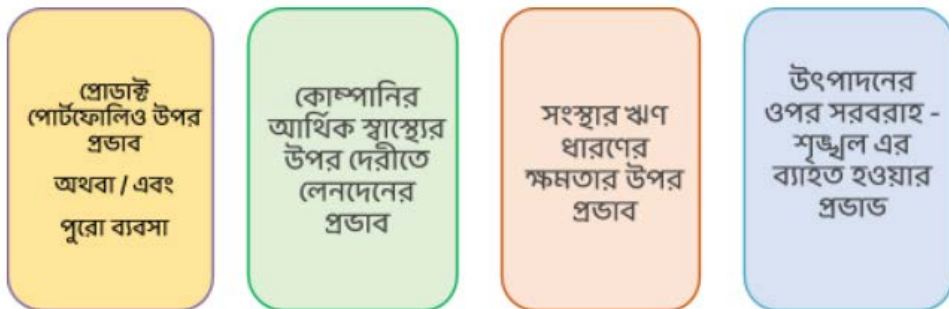 প্রোডাক্ট
পোর্টফোলিও উপর
প্রভাব
অথবা / এবং
পুরো ব্যবসা
কোম্পানির
আর্থিক স্বাস্থ্যের
উপর দেরীতে
লেনদেনের
প্রভাব
সংস্থার ঋণ
ধারণের
ক্ষমতার উপর
প্রভাব
উৎপাদনের
ওপর সরবরাহ -
শৃঙ্খল এর
ব্যাহত হওয়ার
প্রভাভ